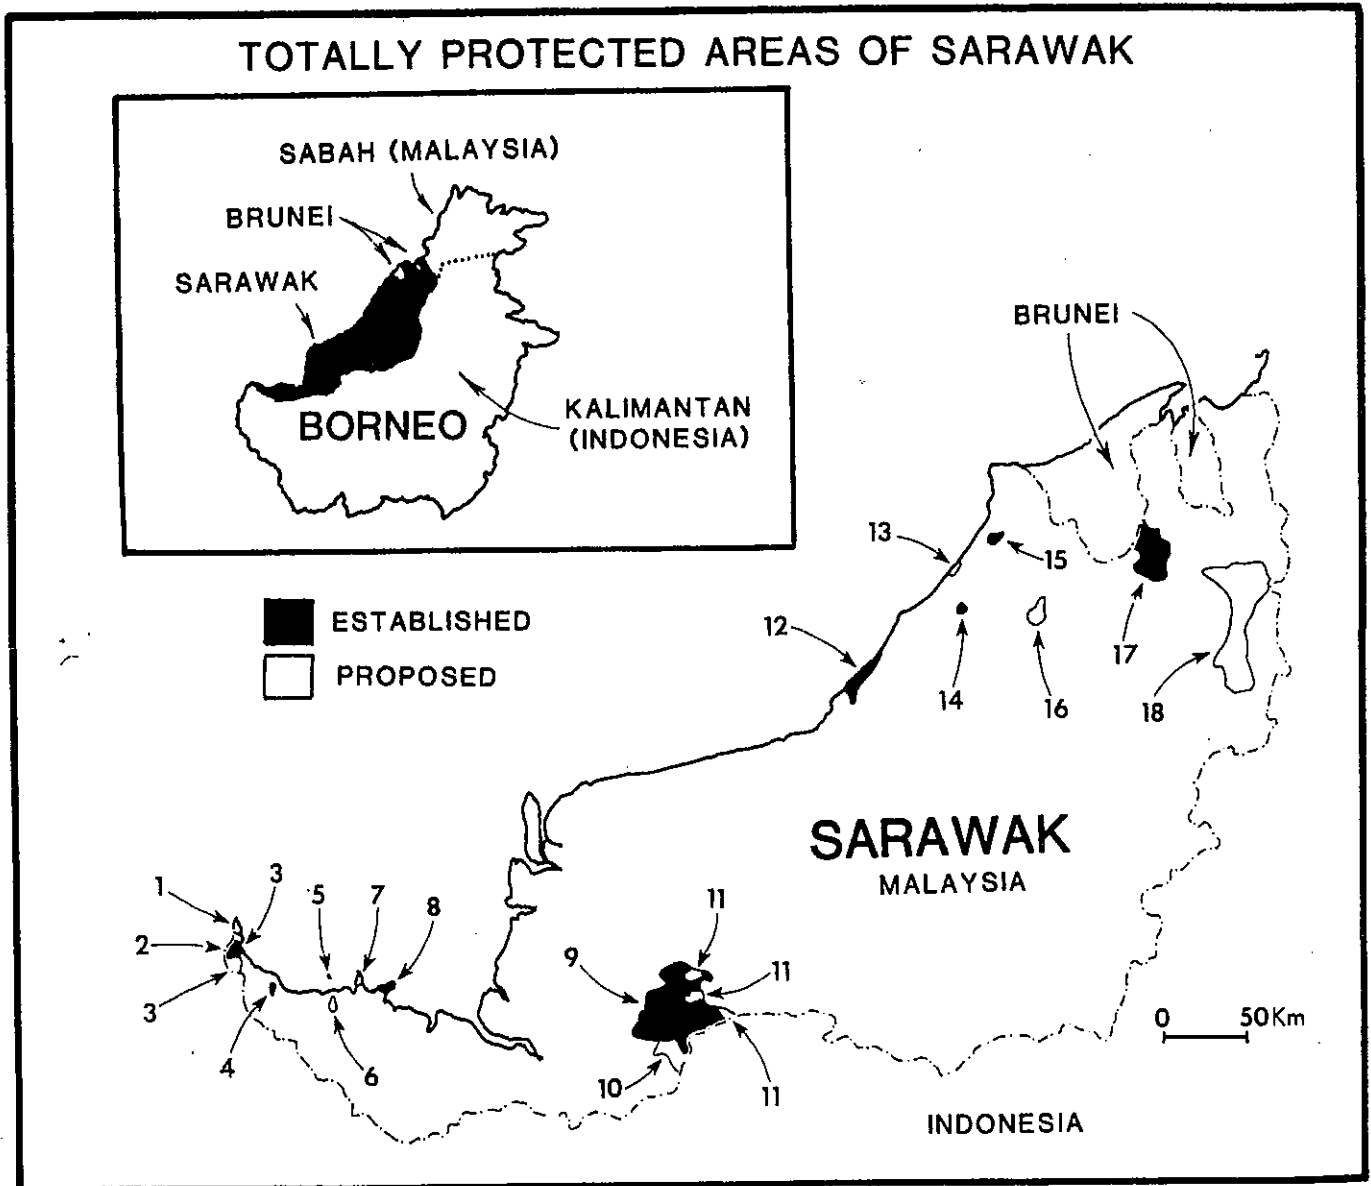 TOTALLY PROTECTED AREAS OF SARAWAK
SABAH (MALAYSIA)
BRUNEI
SARAWAK
BORNEO
KALIMANTAN
(INDONESIA)
ESTABLISHED
PROPOSED
BRUNEI
13
15
12
17
14
16
18
SARAWAK
MALAYSIA
1
3
5
7
8
2
3
4
6
9
11
11
10
11
0 50Km
INDONESIA